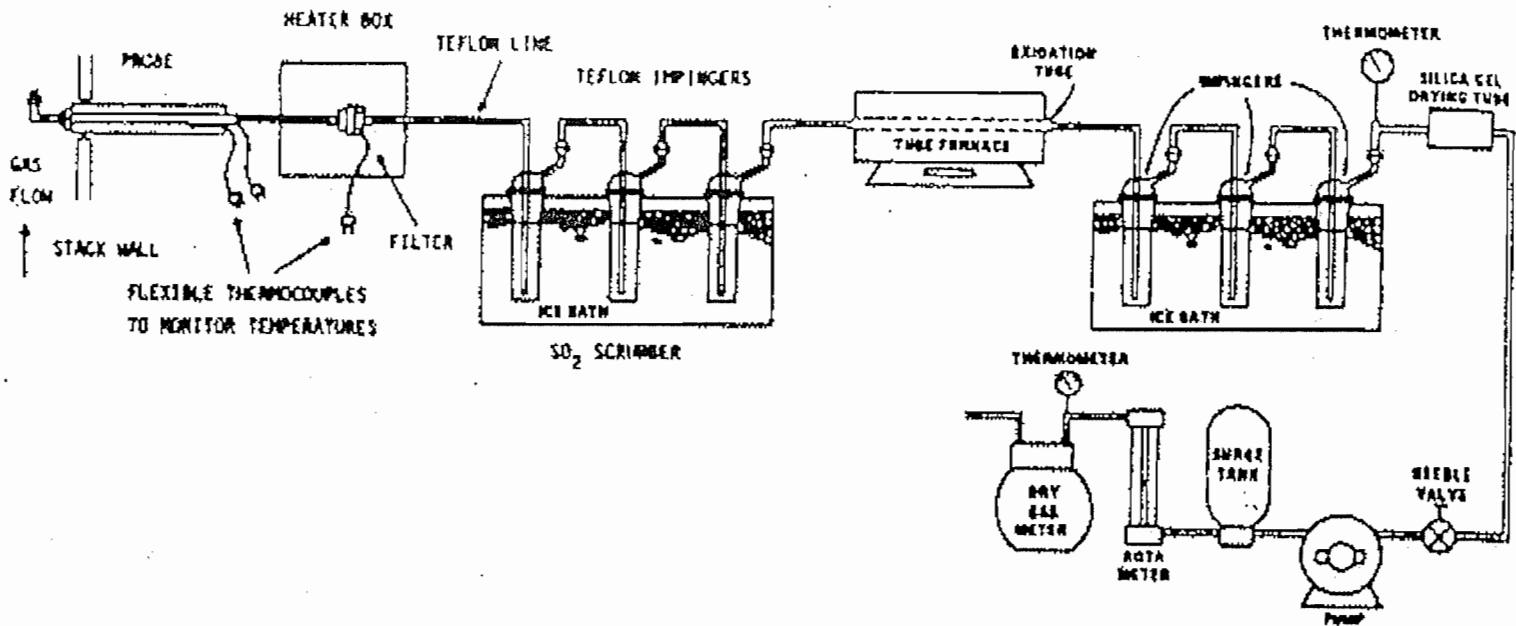 HEATER BOX
PROBE
TEFLON LINE
TEFLON IMPINGERS
OXIDATION
TUBE
THERMOMETER
IMPINGERS
SILICA GEL
DRYING TUBE
TUBE FURNACE
GAS
FLOW
STACK WALL
FILTER
FLEXIBLE THERMOCOUPLES
TO MONITOR TEMPERATURES
ICE BATH
SO2 SCRUBBER
ICE BATH
THERMOMETER
DRY
GAS
METER
ROTA
METER
SURGE
TANK
NEEDLE
VALVE
PUMP